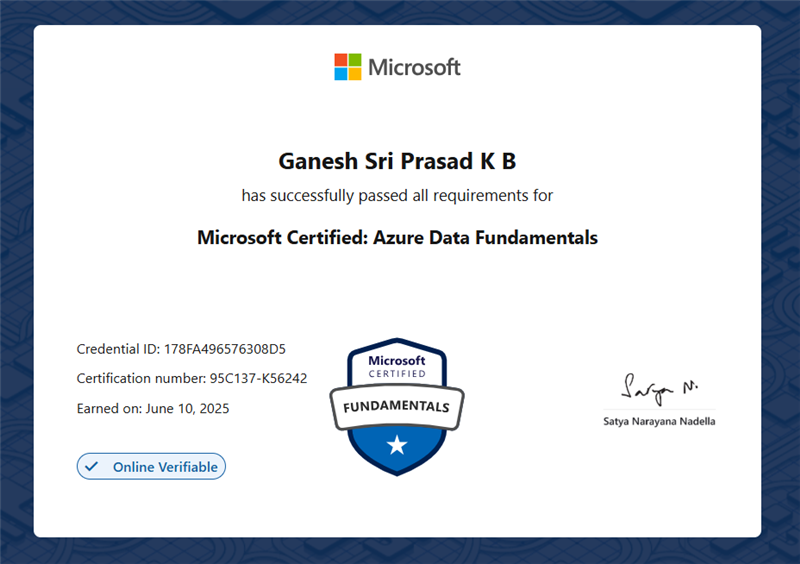 Microsoft
Ganesh Sri Prasad K B
has successfully passed all requirements for
Microsoft Certified: Azure Data Fundamentals
Credential ID: 178FA496576308D5
Certification number: 95C137-K56242
Earned on: June 10, 2025
Online Verifiable
Microsoft
CERTIFIED
FUNDAMENTALS
Satya N.
Satya Narayana Nadella